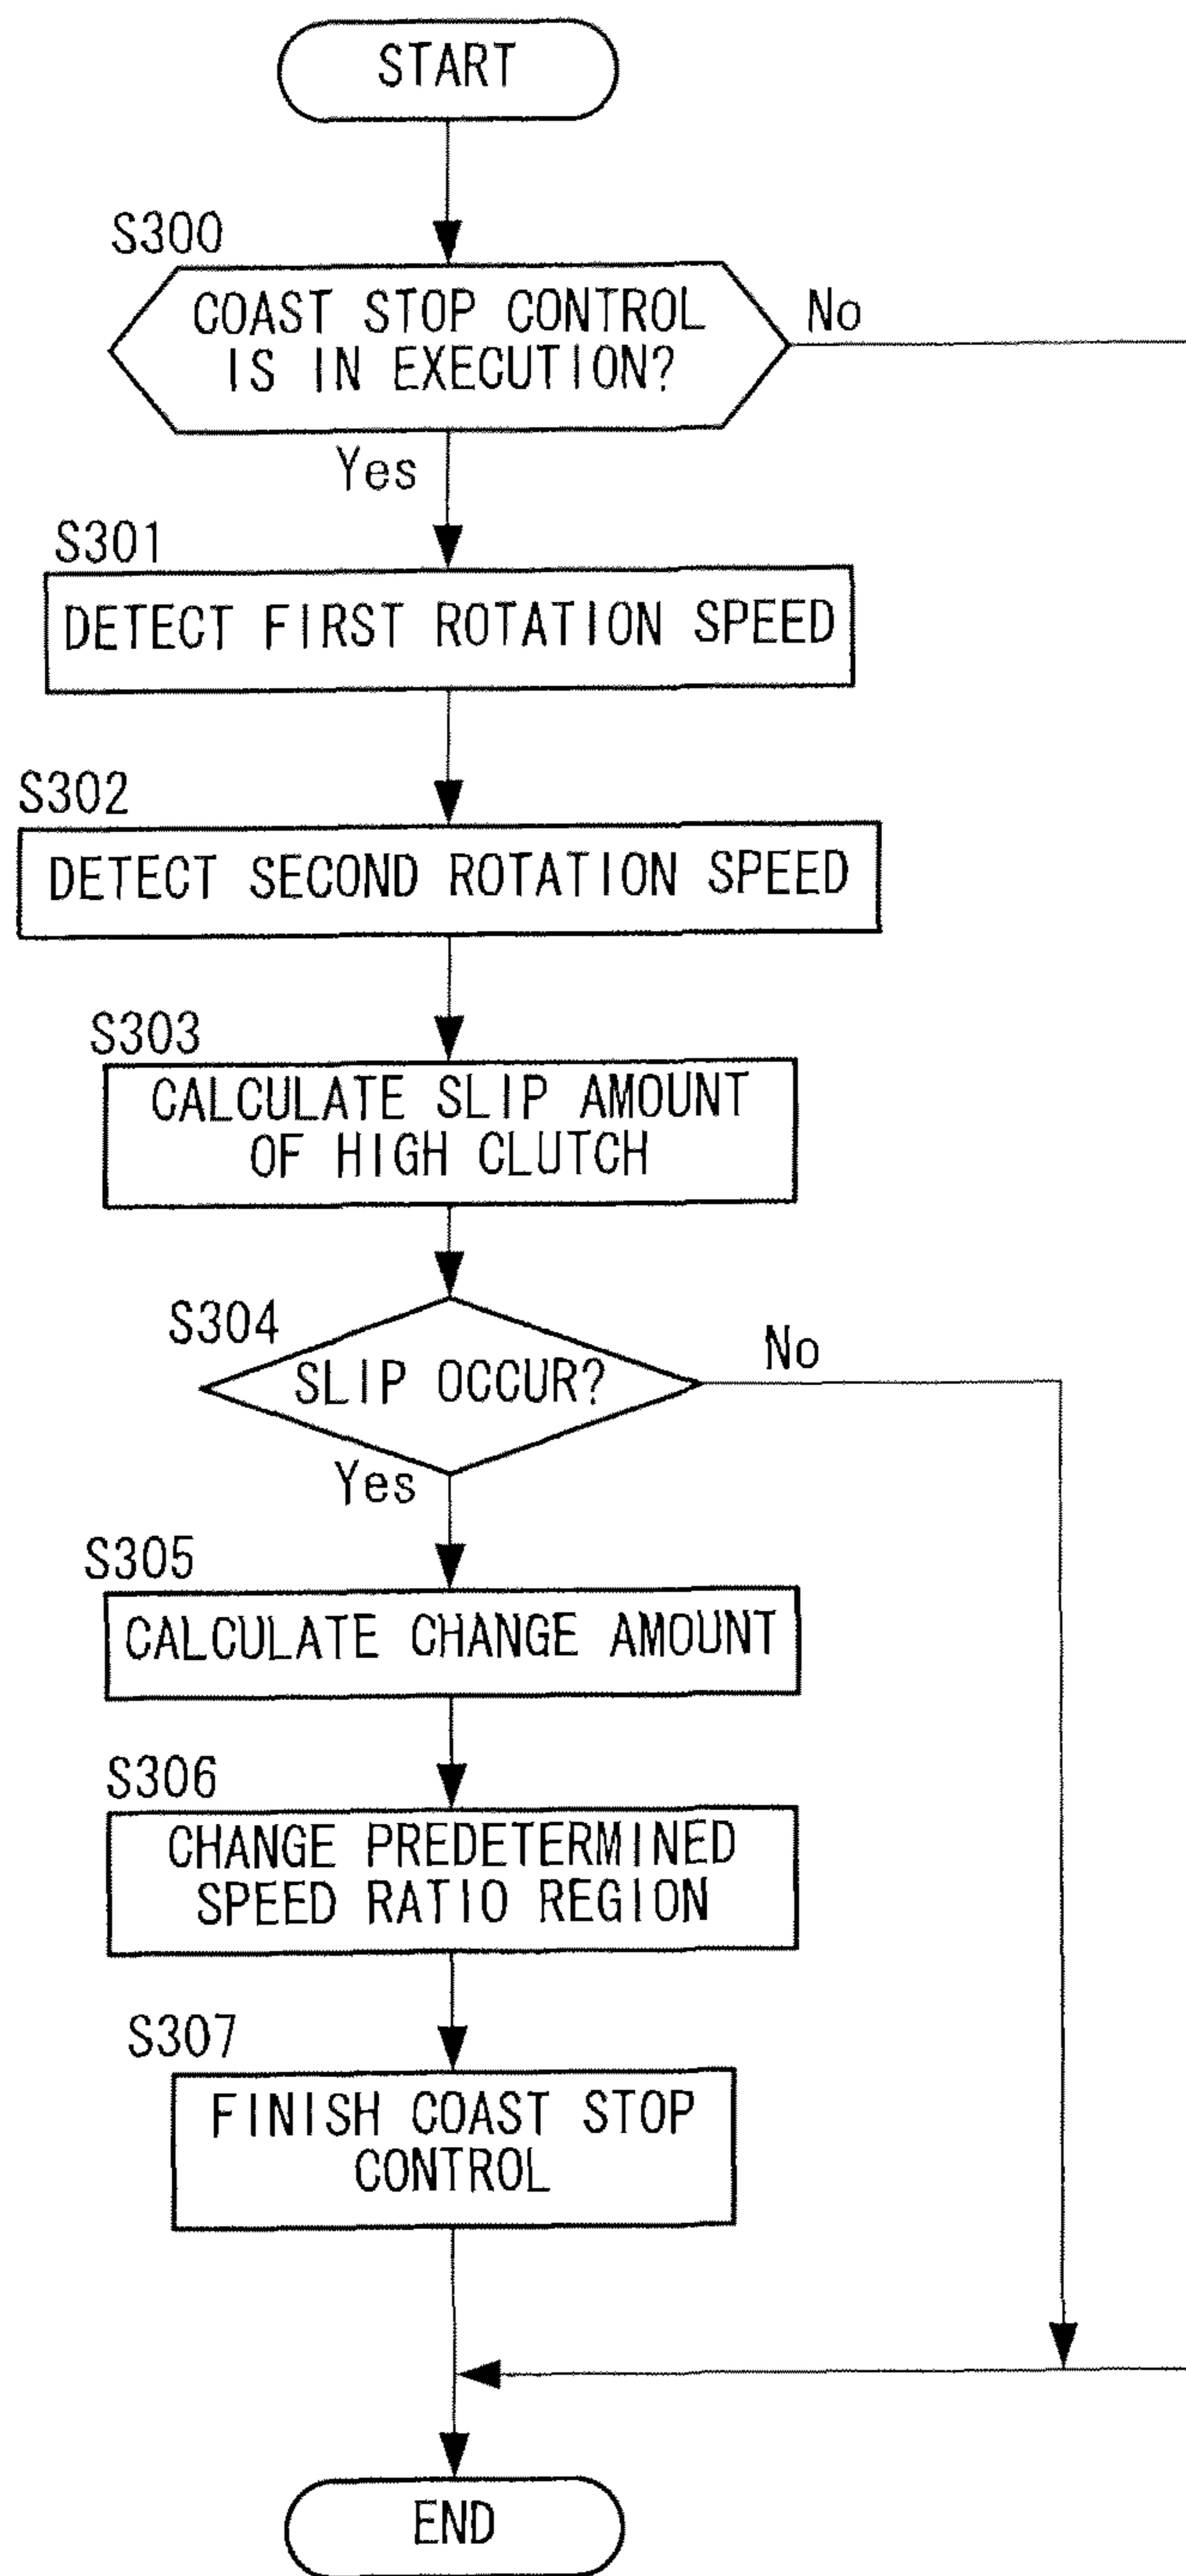 START
S300
COAST STOP CONTROL
IS IN EXECUTION?
No
Yes
S301
DETECT FIRST ROTATION SPEED
S302
DETECT SECOND ROTATION SPEED
S303
CALCULATE SLIP AMOUNT
OF HIGH CLUTCH
S304
SLIP OCCUR?
No
Yes
S305
CALCULATE CHANGE AMOUNT
S306
CHANGE PREDETERMINED
SPEED RATIO REGION
S307
FINISH COAST STOP
CONTROL
END